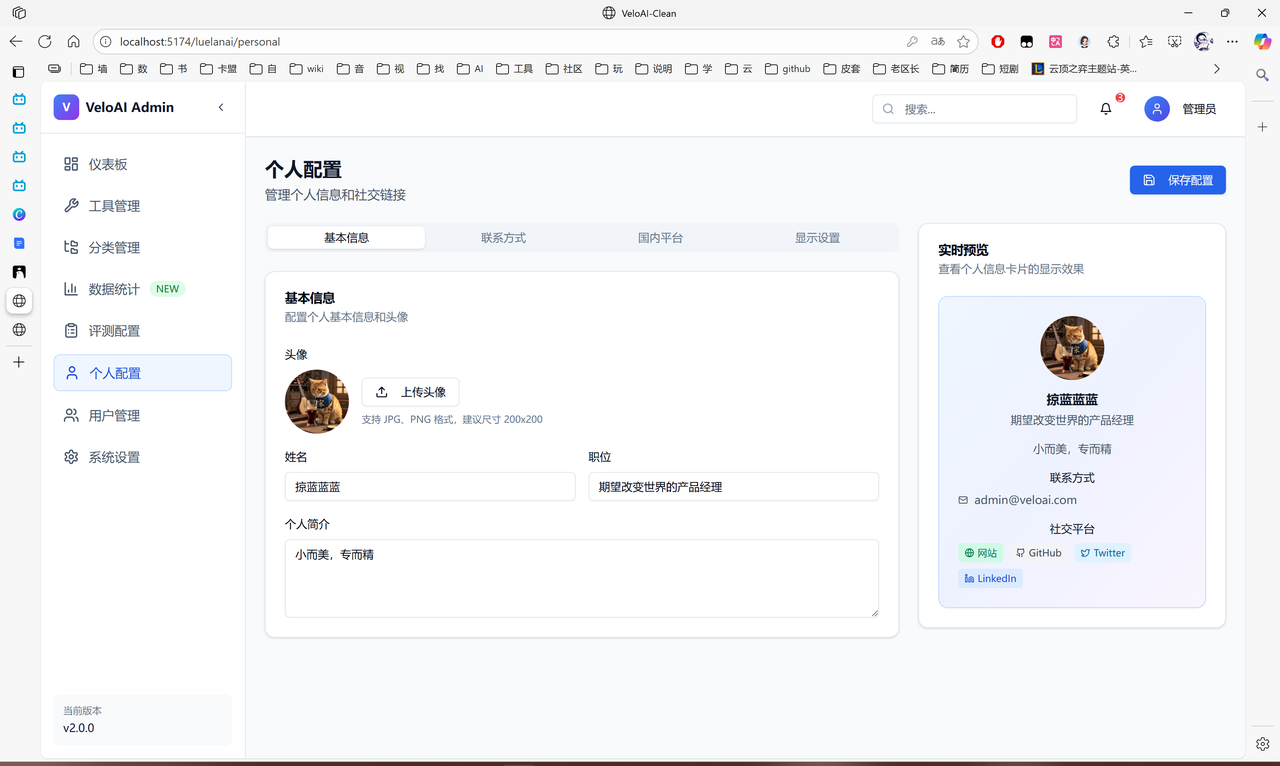 VeloAI-Clean
localhost:5174/luelanai/personal
墙 数 书 卡盟 自 wiki 音 视 找 AI 工具 社区 玩 说明 学 云 github 皮套 老区长 简历 短剧 云顶之弈主题站-英...
V VeloAI Admin
搜索...
3
管理员
仪表板
工具管理
分类管理
数据统计 NEW
评测配置
个人配置
用户管理
系统设置
当前版本
v2.0.0
个人配置
管理个人信息和社交链接
保存配置
基本信息 联系方式 国内平台 显示设置
基本信息
配置个人基本信息和头像
头像
上传头像
支持 JPG、PNG 格式，建议尺寸 200x200
姓名 职位
掠蓝蓝蓝 期望改变世界的产品经理
个人简介
小而美，专而精
实时预览
查看个人信息卡片的显示效果
掠蓝蓝蓝
期望改变世界的产品经理
小而美，专而精
联系方式
admin@veloai.com
社交平台
网站 GitHub Twitter
LinkedIn